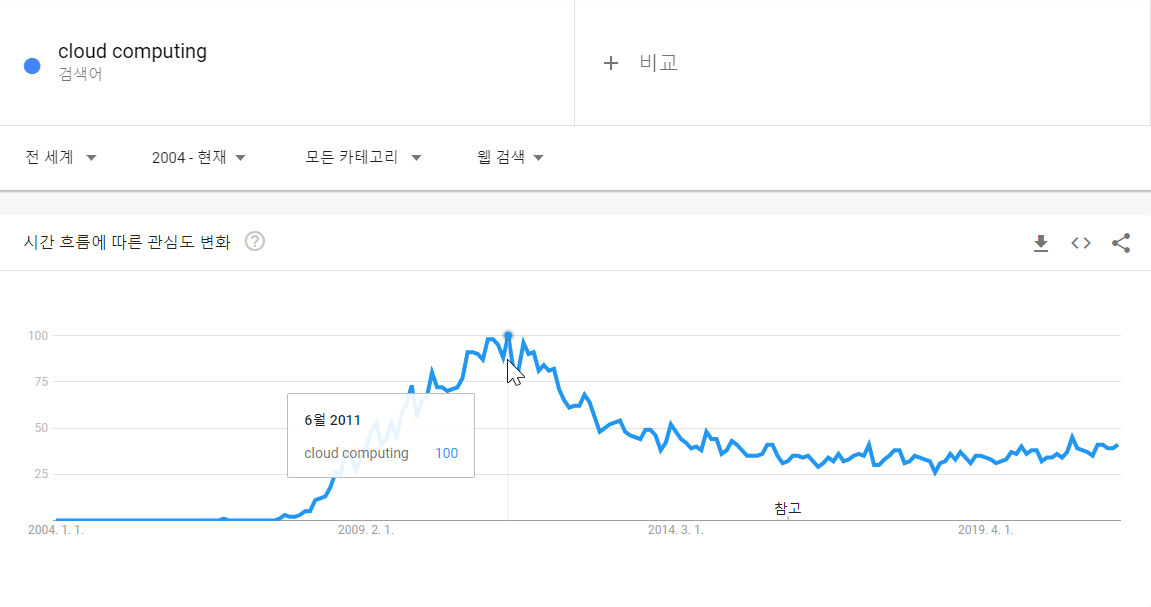 cloud computing
검색어
+ 비교
전 세계
2004 - 현재
모든 카테고리
웹 검색
시간 흐름에 따른 관심도 변화 ?
100
75
50
25
6월 2011
cloud computing 100
참고
2004. 1. 1.
2009. 2. 1.
2014. 3. 1.
2019. 4. 1.